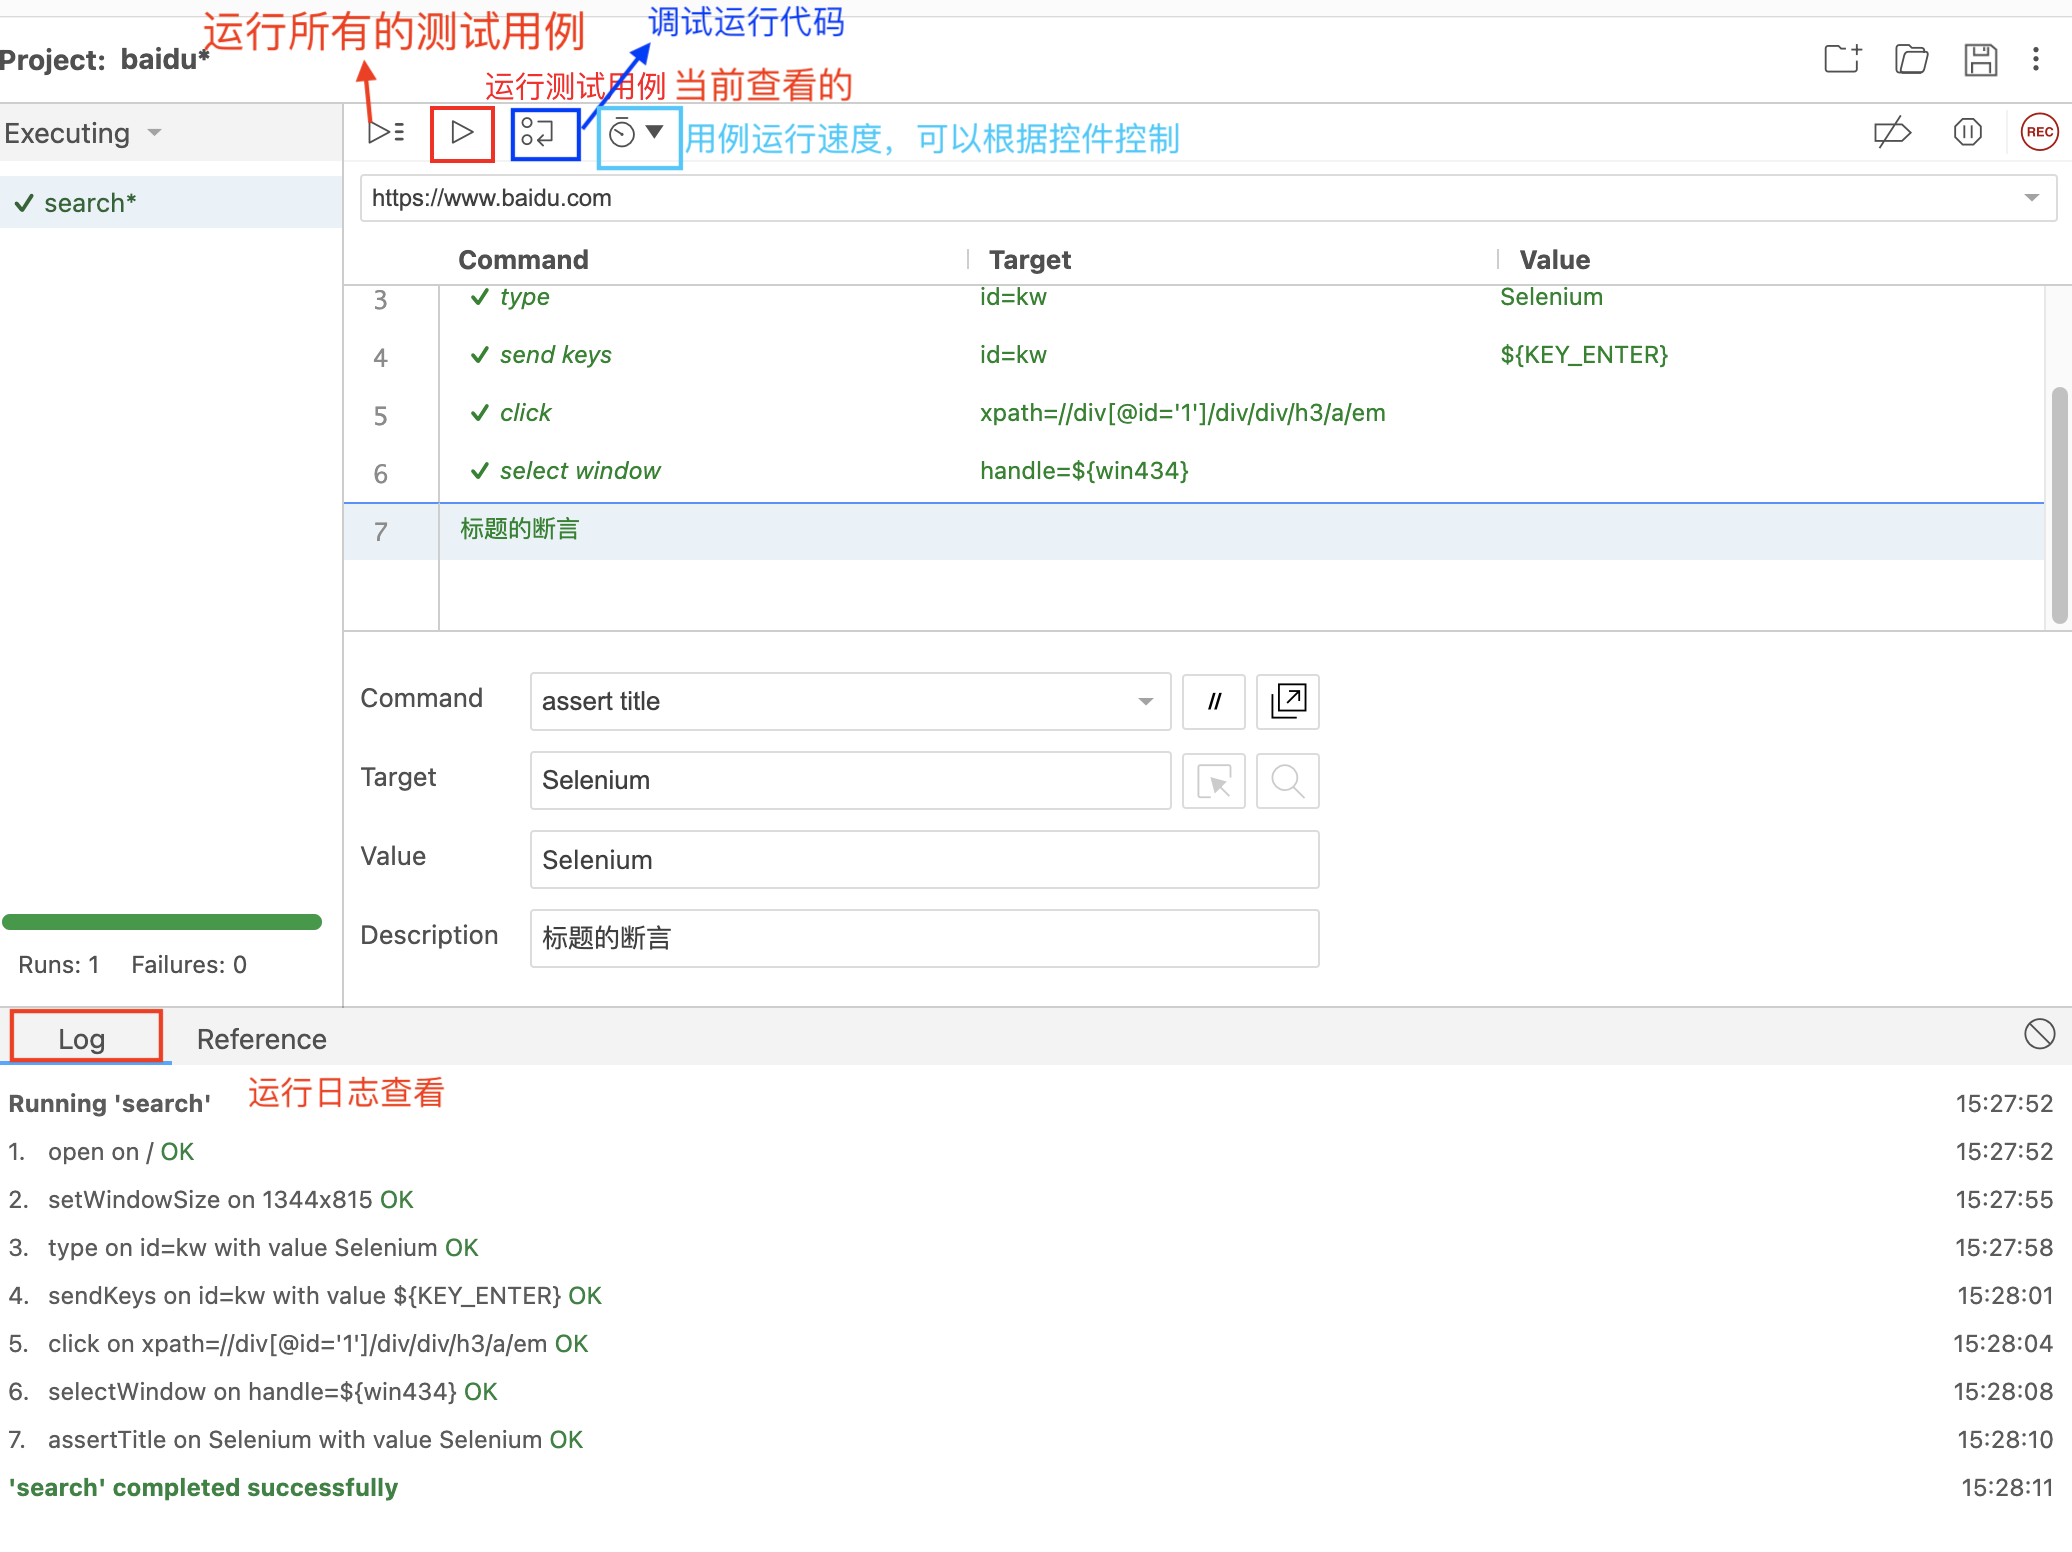 运行所有的测试用例
调试运行代码
Project: baidu*
运行测试用例 当前查看的
Executing
用例运行速度，可以根据控件控制
REC
search*
https://www.baidu.com
Command Target Value
3 type id=kw Selenium
4 send keys id=kw ${KEY_ENTER}
5 click xpath=//div[@id='1']/div/div/h3/a/em
6 select window handle=${win434}
7 标题的断言
Command assert title //
Target Selenium
Value Selenium
Description 标题的断言
Runs: 1 Failures: 0
Log Reference
运行日志查看
Running 'search' 15:27:52
1. open on / OK 15:27:52
2. setWindowSize on 1344x815 OK 15:27:55
3. type on id=kw with value Selenium OK 15:27:58
4. sendKeys on id=kw with value ${KEY_ENTER} OK 15:28:01
5. click on xpath=//div[@id='1']/div/div/h3/a/em OK 15:28:04
6. selectWindow on handle=${win434} OK 15:28:08
7. assertTitle on Selenium with value Selenium OK 15:28:10
'search' completed successfully 15:28:11